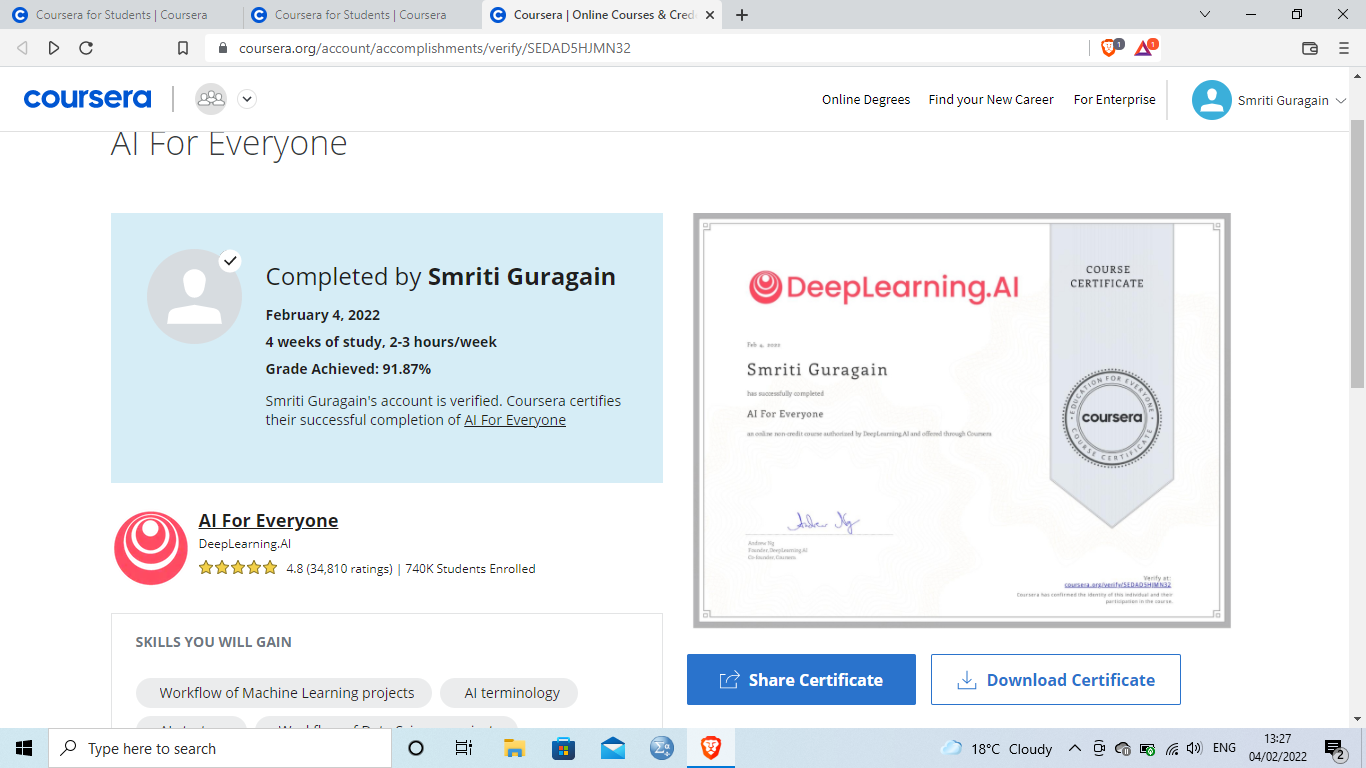 Coursera for Students | Coursera
Coursera for Students | Coursera
Coursera | Online Courses & Cred
coursera.org/account/accomplishments/verify/SEDAD5HJMN32
1
1
coursera
Online Degrees
Find your New Career
For Enterprise
Smriti Guragain
AI For Everyone
Completed by Smriti Guragain
February 4, 2022
4 weeks of study, 2-3 hours/week
Grade Achieved: 91.87%
Smriti Guragain's account is verified. Coursera certifies
their successful completion of AI For Everyone
AI For Everyone
DeepLearning.AI
4.8 (34,810 ratings) | 740K Students Enrolled
SKILLS YOU WILL GAIN
Workflow of Machine Learning projects
AI terminology
DeepLearning.AI
Feb 4, 2022
Smriti Guragain
has successfully completed
AI For Everyone
an online non-credit course authorized by DeepLearning.AI and offered through Coursera
Andrew Ng
Andrew Ng
Founder, DeepLearning.AI
Co-founder, Coursera
COURSE
CERTIFICATE
EDUCATION FOR EVERYONE
coursera
COURSE CERTIFICATE
Verify at:
coursera.org/verify/SEDAD5HJMN32
Coursera has confirmed the identity of this individual and their
participation in the course.
Share Certificate
Download Certificate
Type here to search
Σα
18°C Cloudy
ENG
13:27
04/02/2022
2